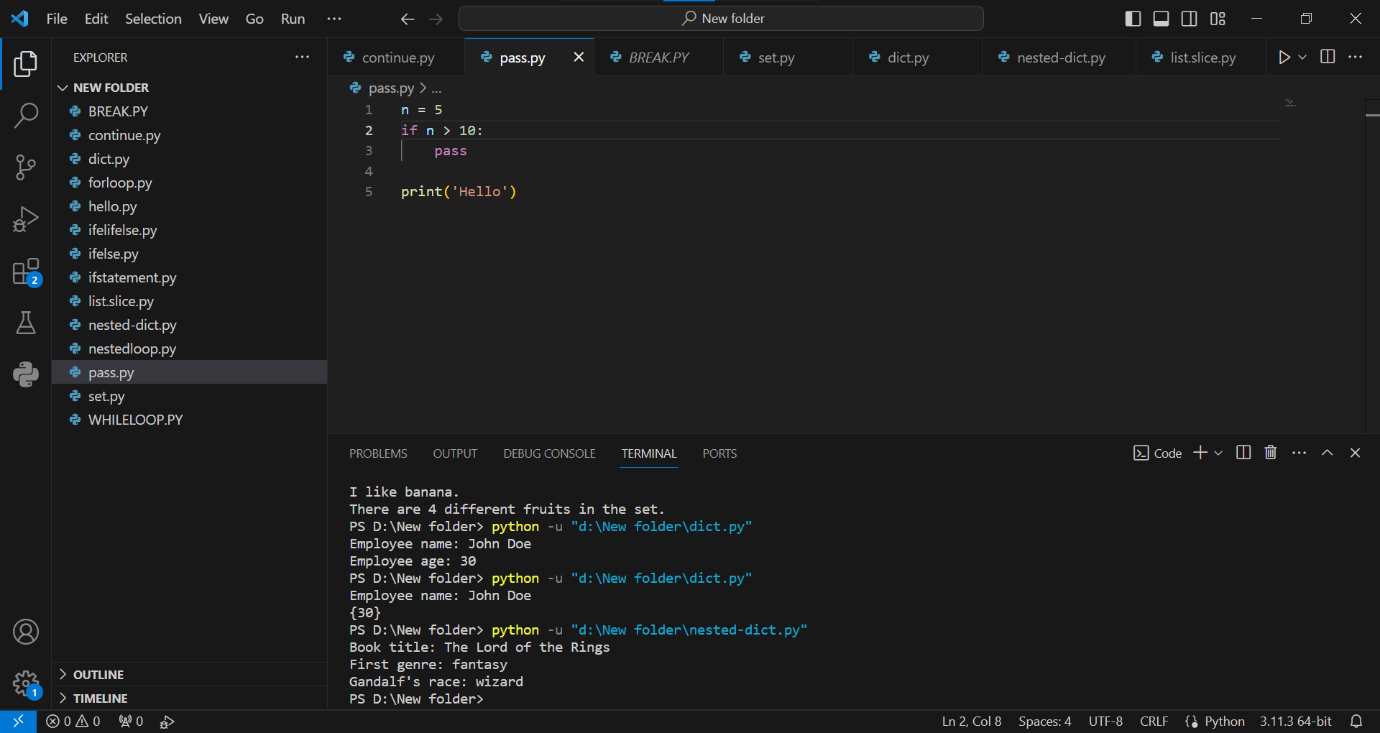 File Edit Selection View Go Run ··· New folder
EXPLORER ···
NEW FOLDER
BREAK.PY
continue.py
dict.py
forloop.py
hello.py
ifelifelse.py
ifelse.py
ifstatement.py
list.slice.py
nested-dict.py
nestedloop.py
pass.py
set.py
WHILELOOP.PY
OUTLINE
TIMELINE
2
1
continue.py pass.py BREAK.PY set.py dict.py nested-dict.py list.slice.py
pass.py > ...
1 n = 5
2 if n > 10:
3 pass
4
5 print('Hello')
PROBLEMS OUTPUT DEBUG CONSOLE TERMINAL PORTS Code
I like banana.
There are 4 different fruits in the set.
PS D:\New folder> python -u "d:\New folder\dict.py"
Employee name: John Doe
Employee age: 30
PS D:\New folder> python -u "d:\New folder\dict.py"
Employee name: John Doe
{30}
PS D:\New folder> python -u "d:\New folder\nested-dict.py"
Book title: The Lord of the Rings
First genre: fantasy
Gandalf's race: wizard
PS D:\New folder>
0 0 0 Ln 2, Col 8 Spaces: 4 UTF-8 CRLF Python 3.11.3 64-bit